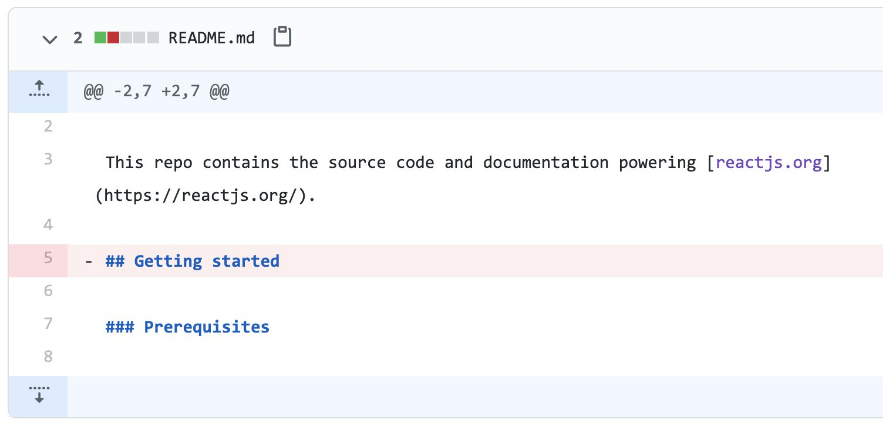 2 README.md
@@ -2,7 +2,7 @@
2
3 This repo contains the source code and documentation powering [reactjs.org]
(https://reactjs.org/).
4
5 - ## Getting started
6
7 ### Prerequisites
8